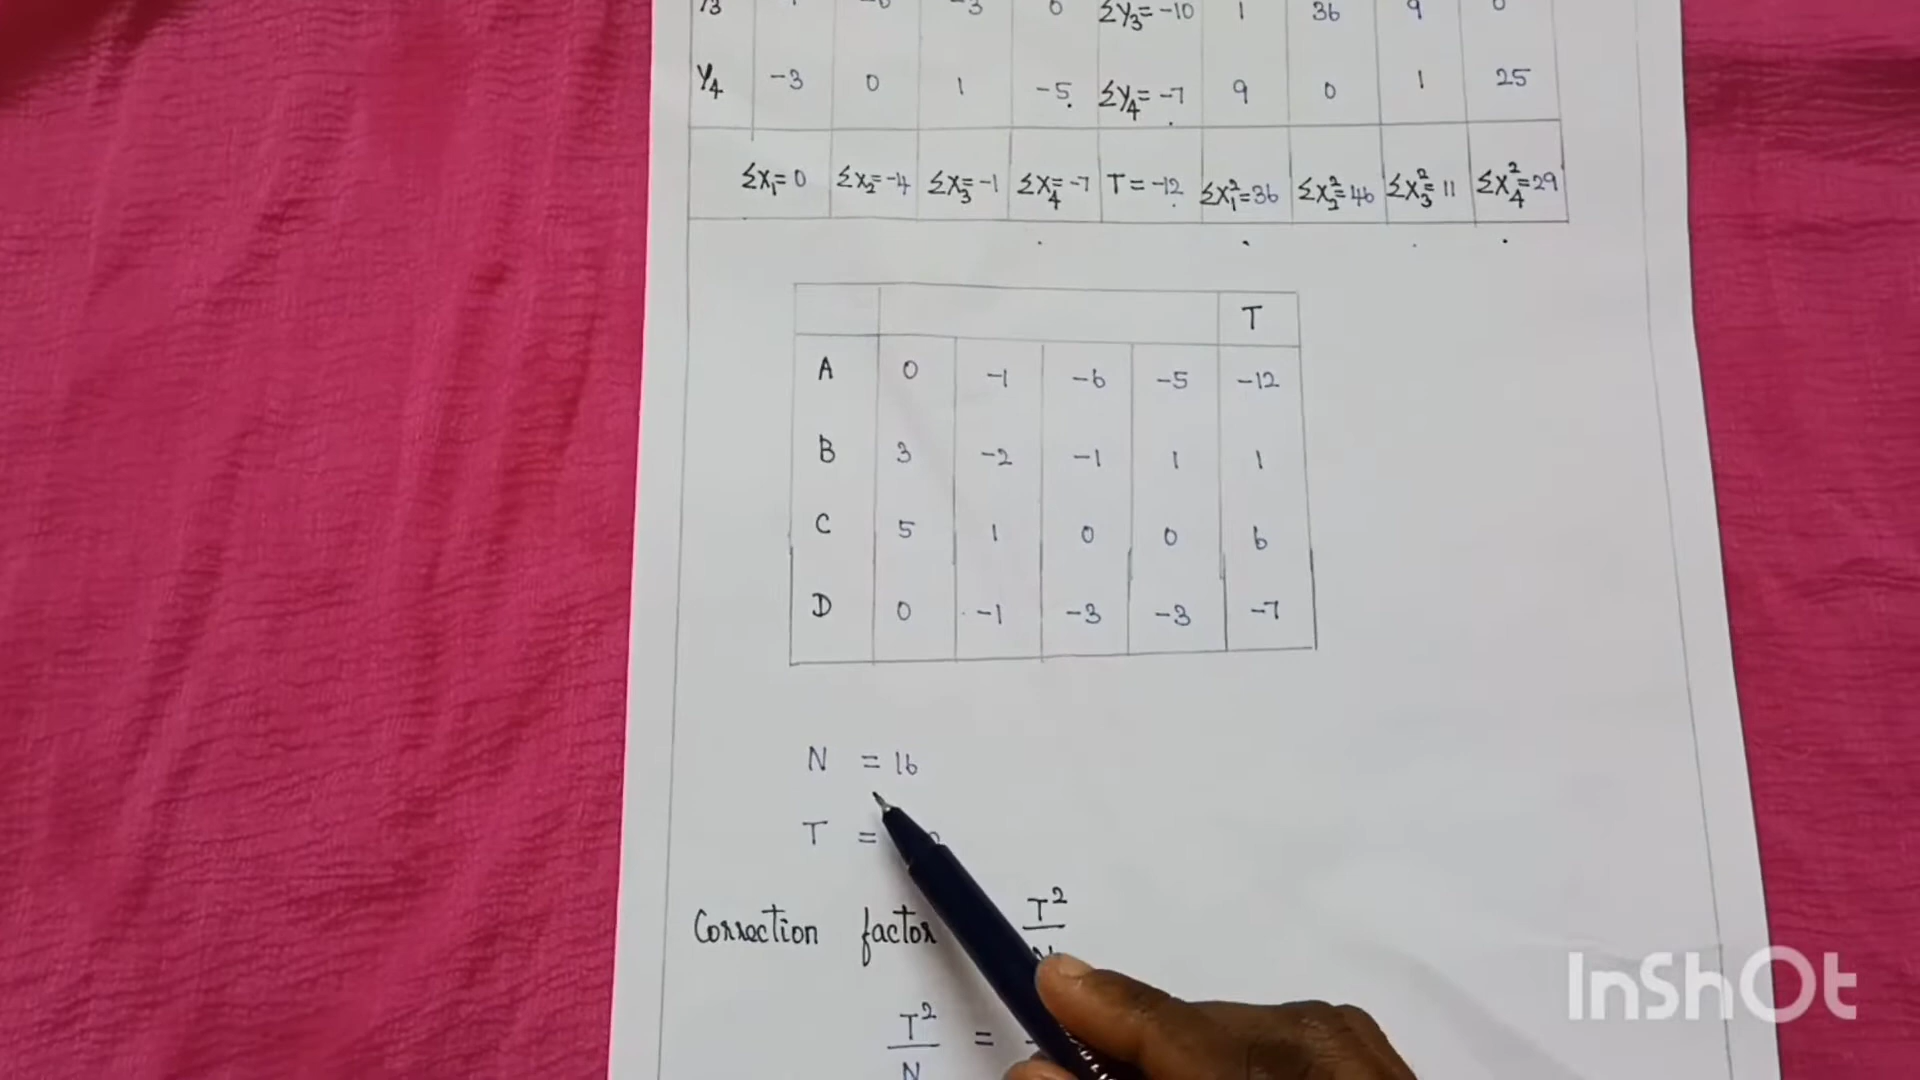 -3 0 ΣY₃= -10 1 36 9 0
Y₄ -3 0 1 -5 ΣY₄= -7 9 0 1 25
ΣX₁= 0 ΣX₂= -4 ΣX₃= -1 ΣX₄= -7 T = -12 ΣX₁²= 36 ΣX₂²= 46 ΣX₃²= 11 ΣX₄²= 29
T
A 0 -1 -6 -5 -12
B 3 -2 -1 1 1
C 5 1 0 0 6
D 0 -1 -3 -3 -7
N = 16
T =
Correction factor T²
T²
N =
InShOt